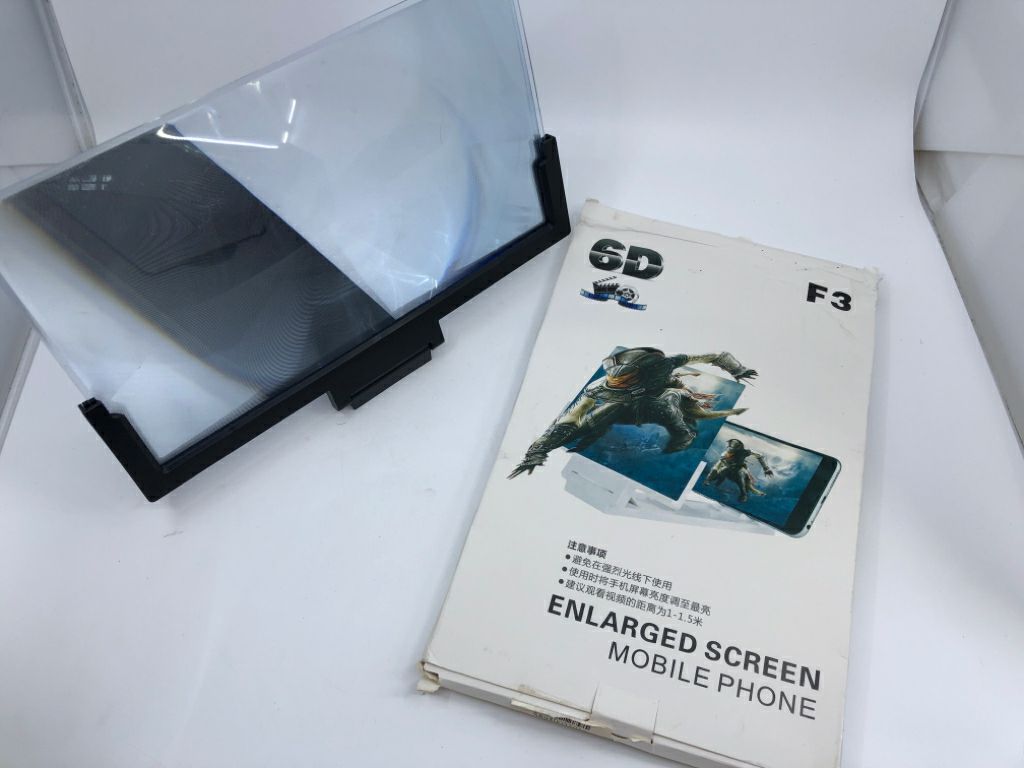 6D
F3
注意事项
●避免在强烈光线下使用
●使用时将手机屏幕亮度调至最亮
●建议观看视频的距离为1-1.5米
ENLARGED SCREEN
MOBILE PHONE